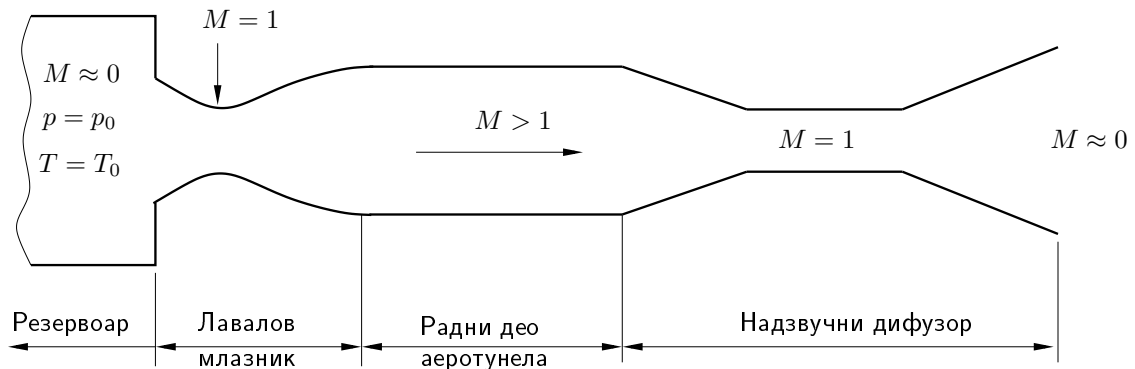 M = 1
M ≈ 0
p = p₀
T = T₀
M > 1
M = 1
M ≈ 0
Резервоар
Лавалов
млазник
Радни део
аеротунела
Надзвучни дифузор